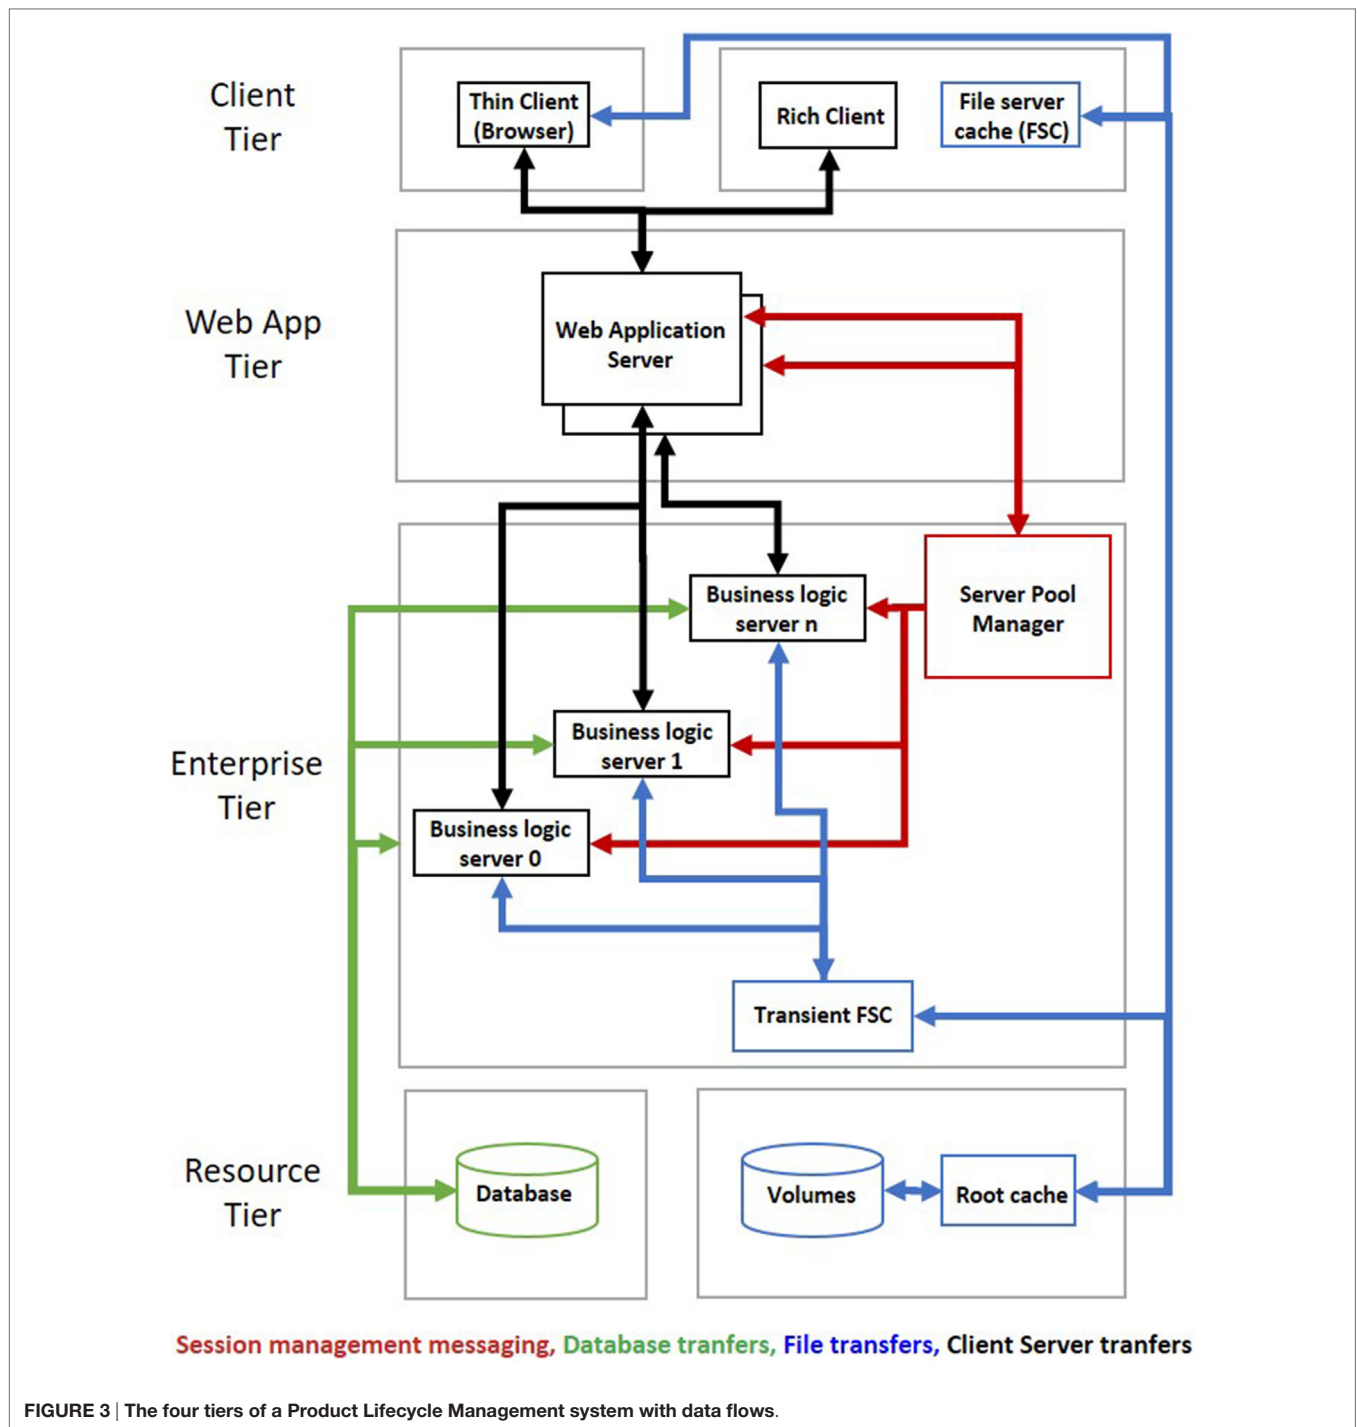 Client
Tier
Thin Client
(Browser)
Rich Client
File server
cache (FSC)
Web App
Tier
Web Application
Server
Business logic
server n
Server Pool
Manager
Business logic
server 1
Enterprise
Tier
Business logic
server 0
Transient FSC
Resource
Tier
Database
Volumes
Root cache
Session management messaging, Database tranfers, File transfers, Client Server tranfers
FIGURE 3 | The four tiers of a Product Lifecycle Management system with data flows.